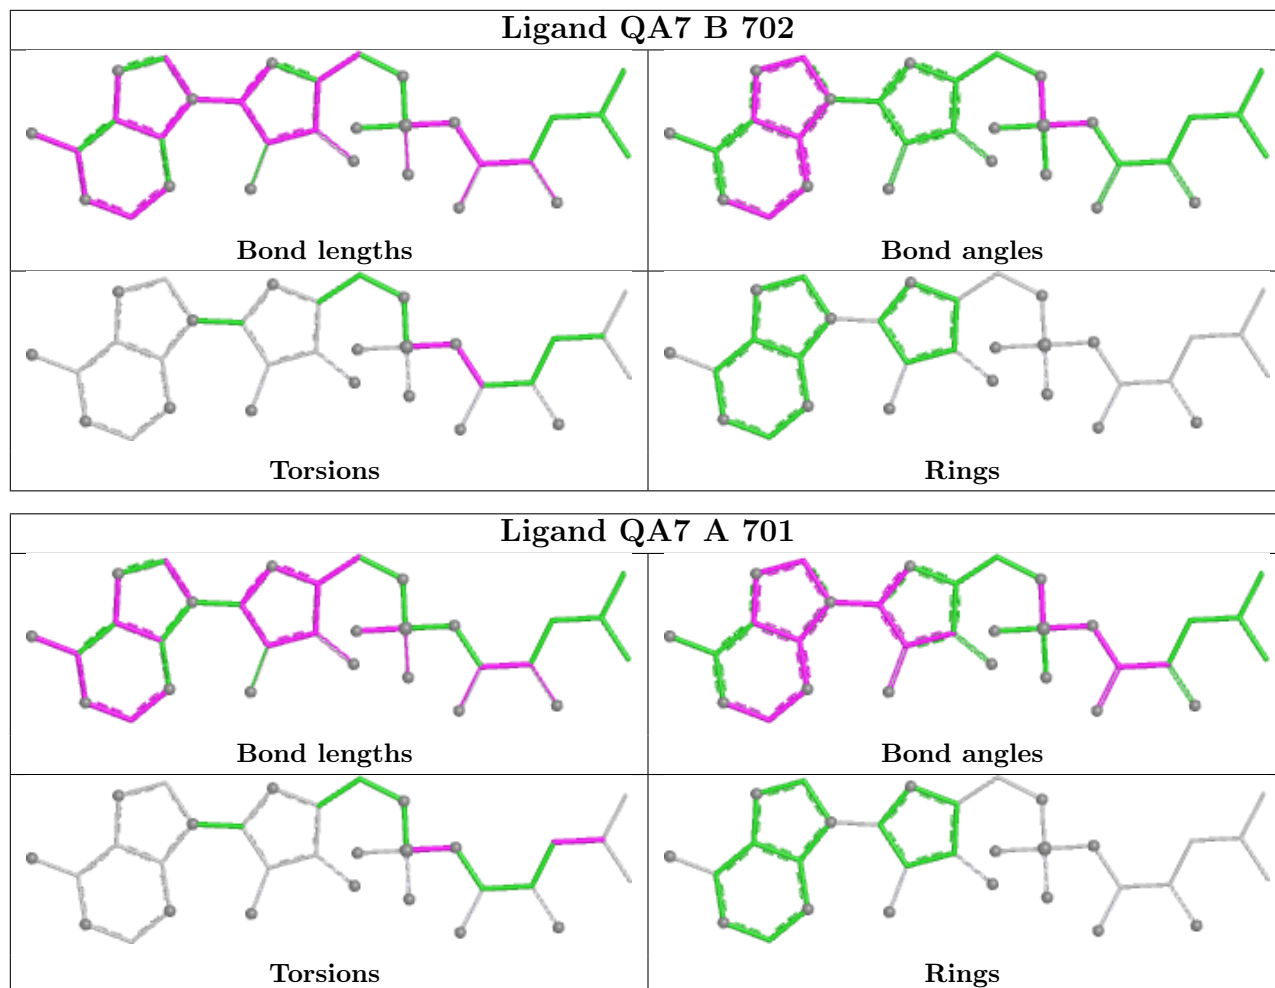 Ligand QA7 B 702
Bond lengths
Bond angles
Torsions
Rings
Ligand QA7 A 701
Bond lengths
Bond angles
Torsions
Rings